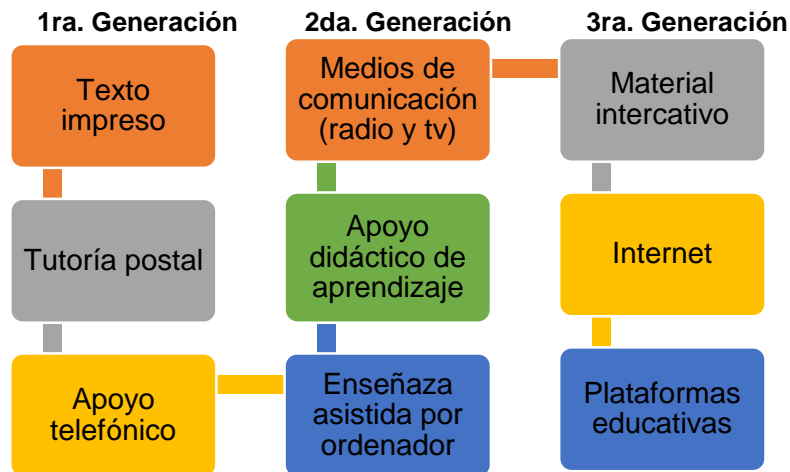 1ra. Generación
2da. Generación
3ra. Generación
Texto
impreso
Tutoría postal
Apoyo
telefónico
Medios de
comunicación
(radio y tv)
Apoyo
didáctico de
aprendizaje
Enseñaza
asistida por
ordenador
Material
intercativo
Internet
Plataformas
educativas